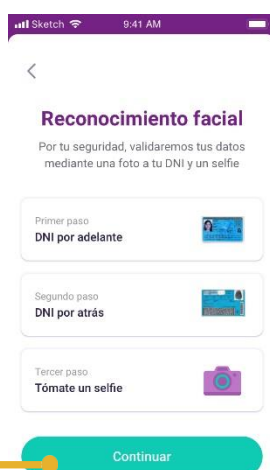 Sketch 9:41 AM
Reconocimiento facial
Por tu seguridad, validaremos tus datos
mediante una foto a tu DNI y un selfie
Primer paso
DNI por adelante
Segundo paso
DNI por atrás
Tercer paso
Tómate un selfie
Continuar